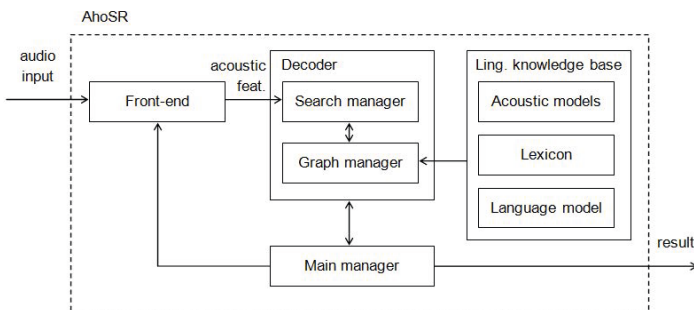 AhoSR
audio
input
Front-end
acoustic
feat.
Decoder
Search manager
Graph manager
Ling. knowledge base
Acoustic models
Lexicon
Language model
Main manager
result